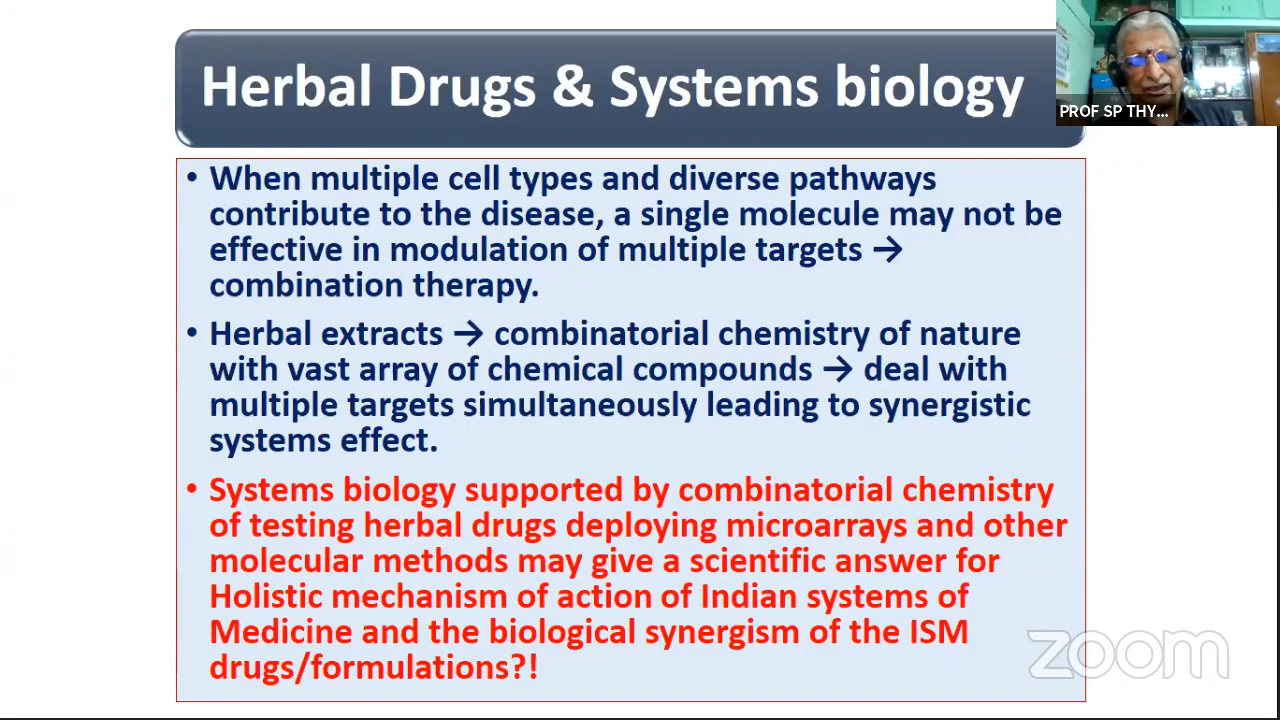 Herbal Drugs & Systems biology
PROF SP THY...
• When multiple cell types and diverse pathways
contribute to the disease, a single molecule may not be
effective in modulation of multiple targets →
combination therapy.
• Herbal extracts → combinatorial chemistry of nature
with vast array of chemical compounds → deal with
multiple targets simultaneously leading to synergistic
systems effect.
• Systems biology supported by combinatorial chemistry
of testing herbal drugs deploying microarrays and other
molecular methods may give a scientific answer for
Holistic mechanism of action of Indian systems of
Medicine and the biological synergism of the ISM
drugs/formulations?!
zoom